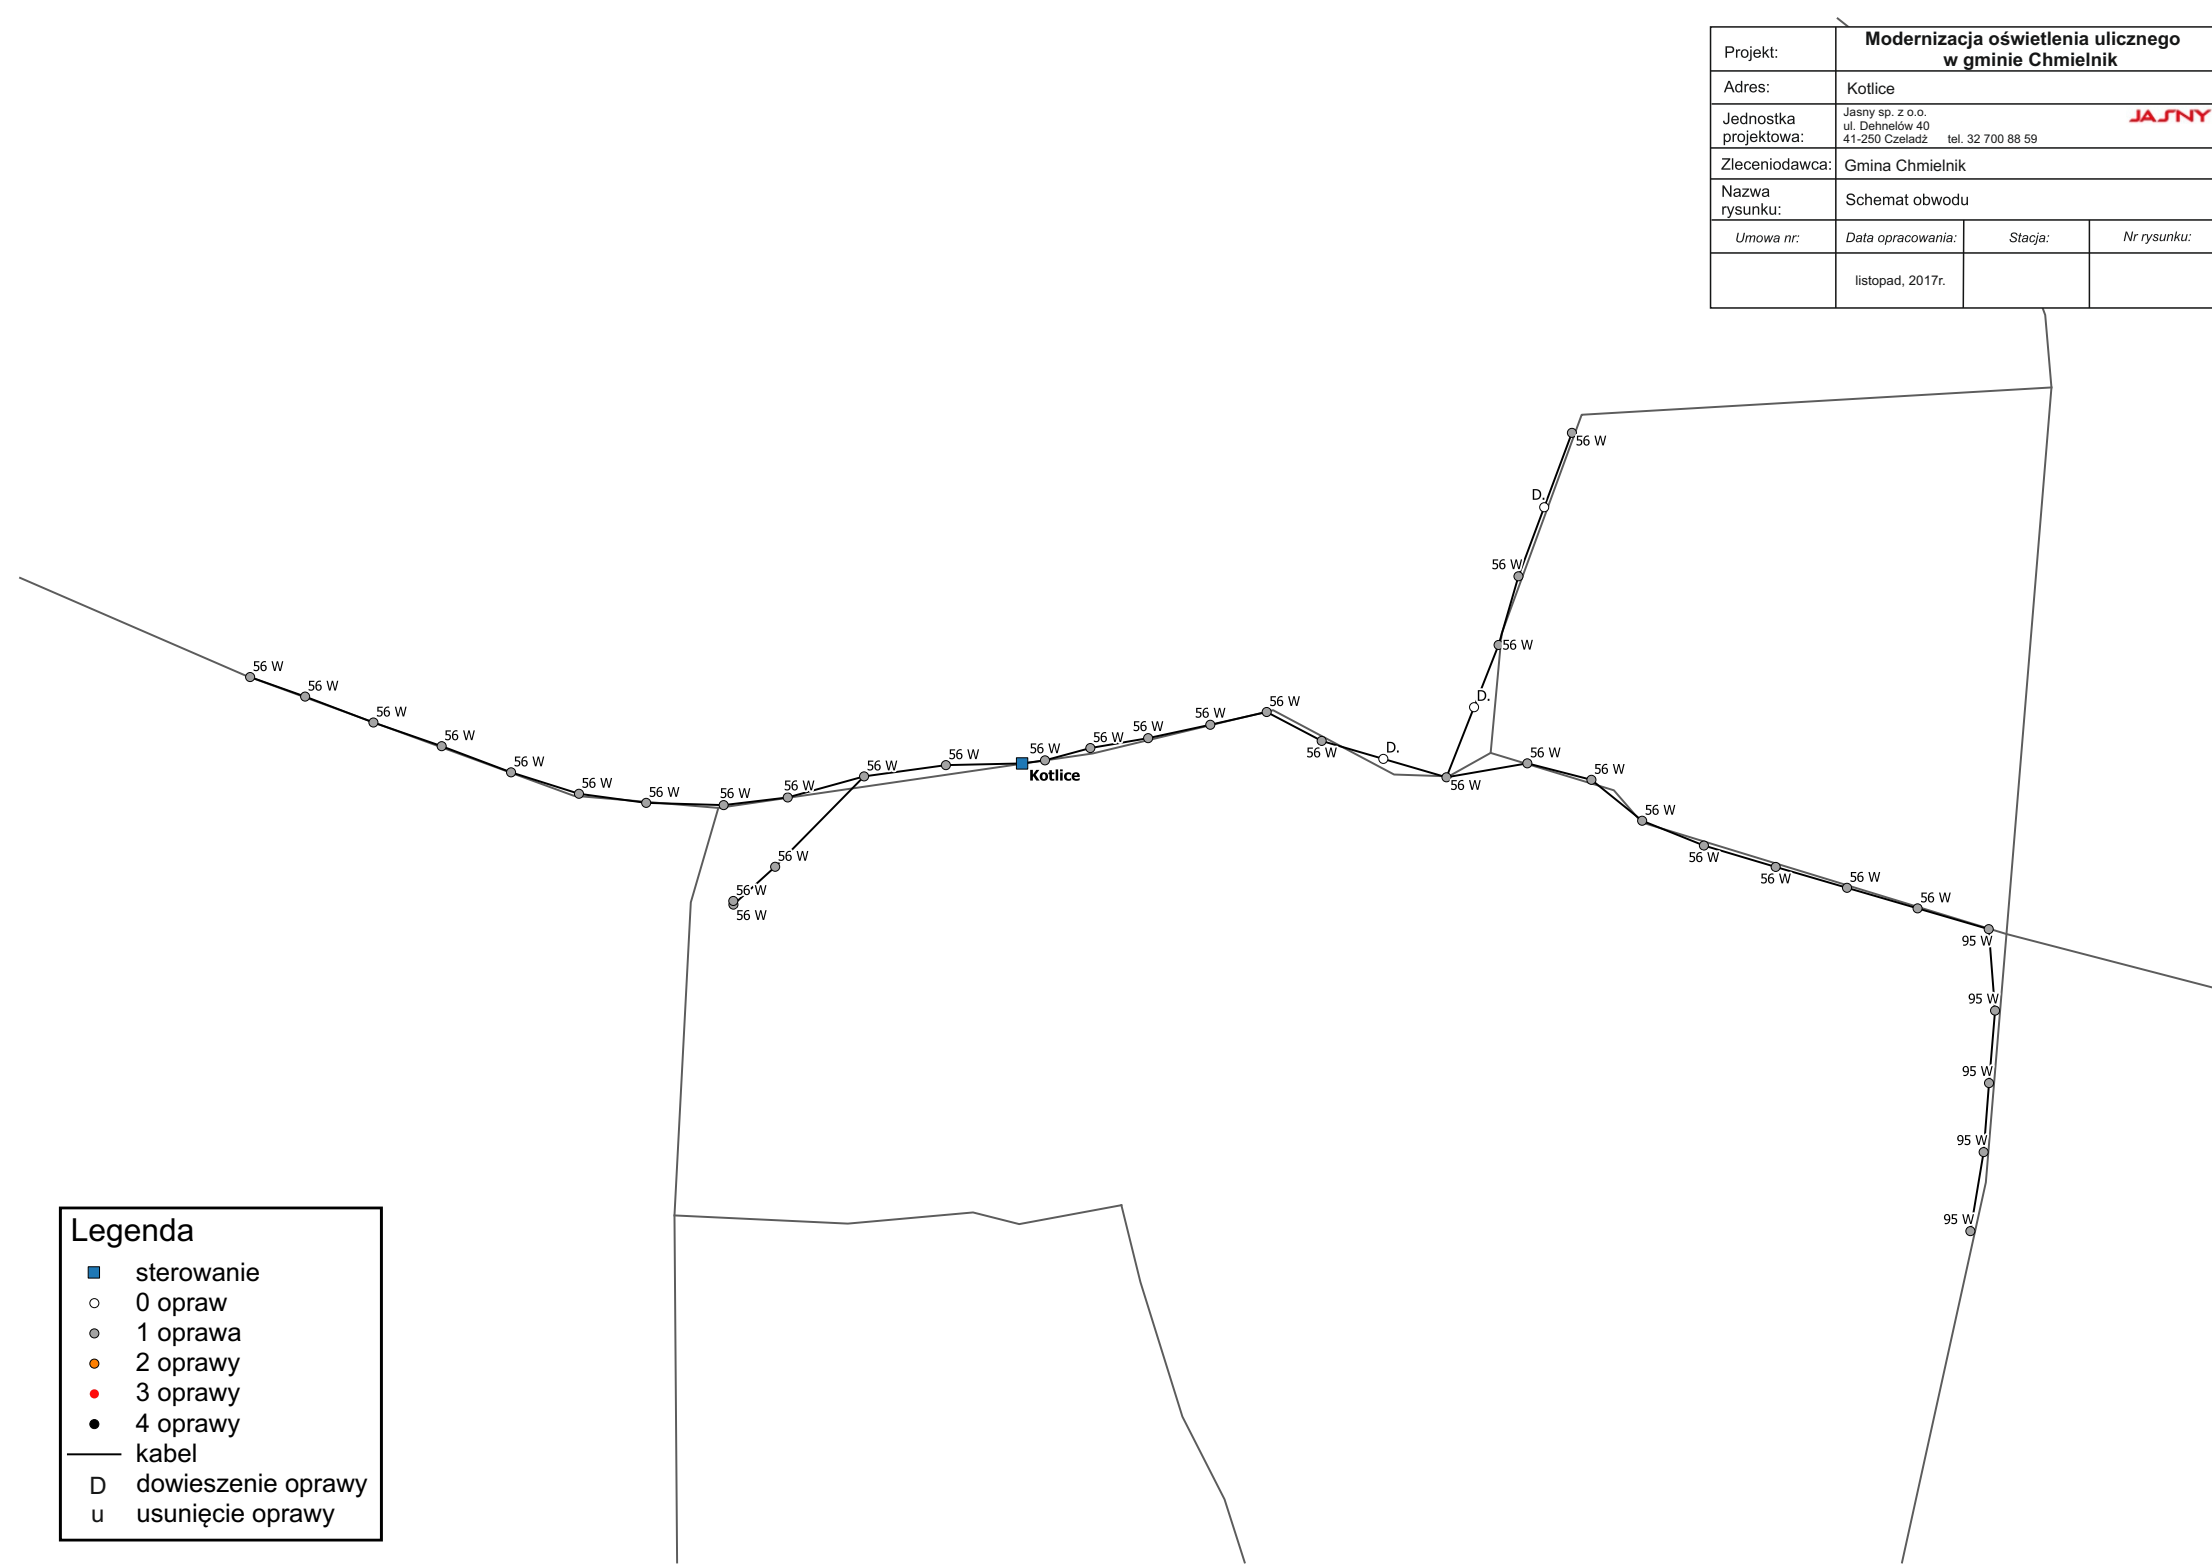 Projekt:
Modernizacja oświetlenia ulicznego
w gminie Chmielnik
Adres:
Kotlice
Jednostka
projektowa:
Jasny sp. z o.o.
ul. Dehnelów 40
41-250 Czeladż tel. 32 700 88 59
JASNY
Zleceniodawca:
Gmina Chmielnik
Nazwa
rysunku:
Schemat obwodu
Umowa nr:
Data opracowania:
Stacja:
Nr rysunku:
listopad, 2017r.
56 W
D.
56 W
56 W
D.
56 W
56 W
56 W
56 W
56 W
56 W
56 W
56 W
56 W
56 W
56 W
56 W
56 W
Kotlice
56 W
56 W
56 W
56 W
56 W
56 W
D.
56 W
56 W
56 W
56 W
56 W
56 W
56 W
56 W
56 W
56 W
56 W
95 W
95 W
95 W
95 W
95 W
Legenda
sterowanie
0 opraw
1 oprawa
2 oprawy
3 oprawy
4 oprawy
kabel
D dowieszenie oprawy
u usunięcie oprawy